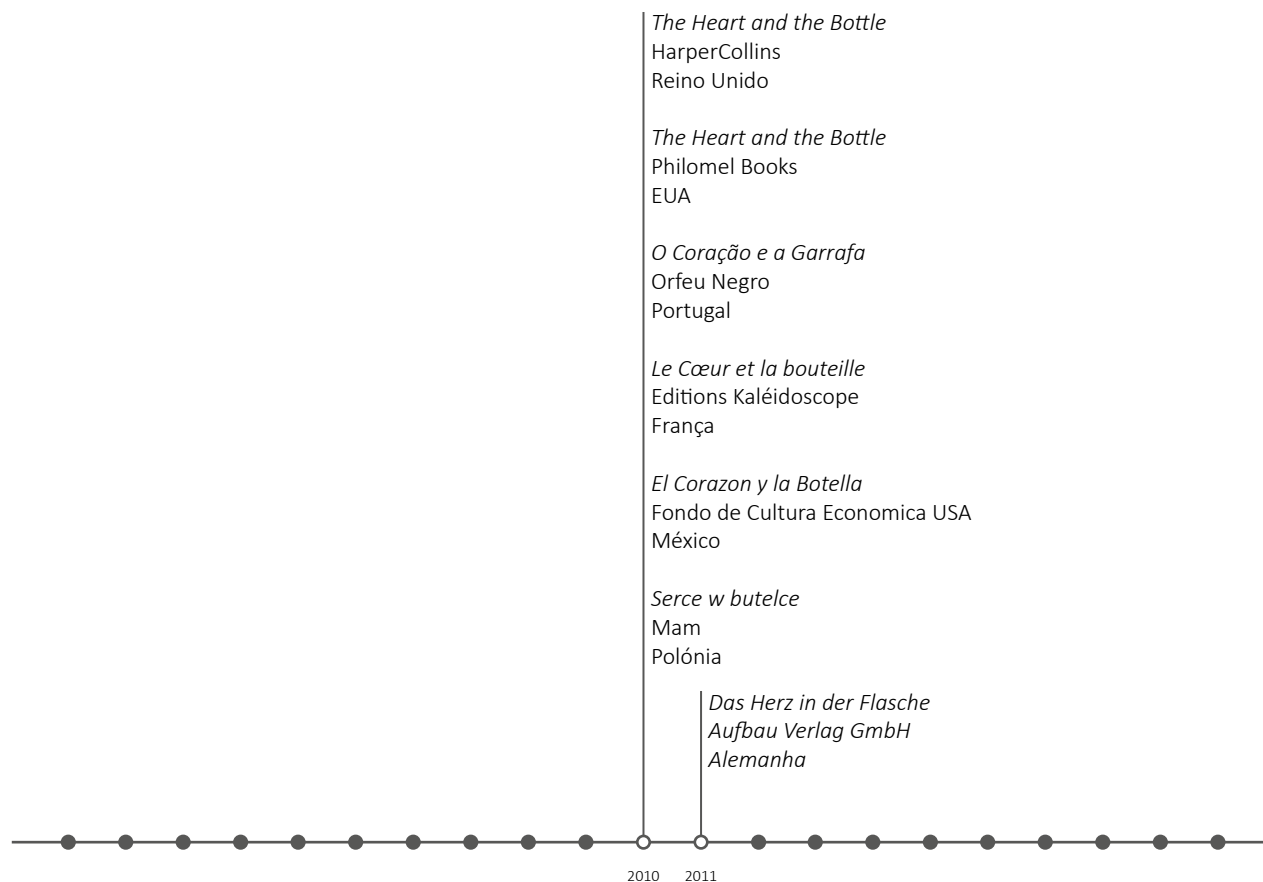 The Heart and the Bottle
HarperCollins
Reino Unido
The Heart and the Bottle
Philomel Books
EUA
O Coração e a Garrafa
Orfeu Negro
Portugal
Le Cœur et la bouteille
Editions Kaléidoscope
França
El Corazon y la Botella
Fondo de Cultura Economica USA
México
Serce w butelce
Mam
Polónia
Das Herz in der Flasche
Aufbau Verlag GmbH
Alemanha
2010 2011